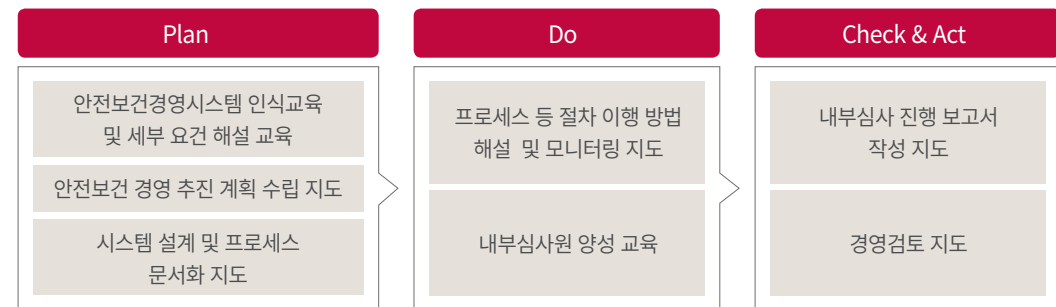 Plan
안전보건경영시스템 인식교육
및 세부 요건 해설 교육
안전보건 경영 추진 계획 수립 지도
시스템 설계 및 프로세스
문서화 지도
Do
프로세스 등 절차 이행 방법
해설 및 모니터링 지도
내부심사원 양성 교육
Check & Act
내부심사 진행 보고서
작성 지도
경영검토 지도